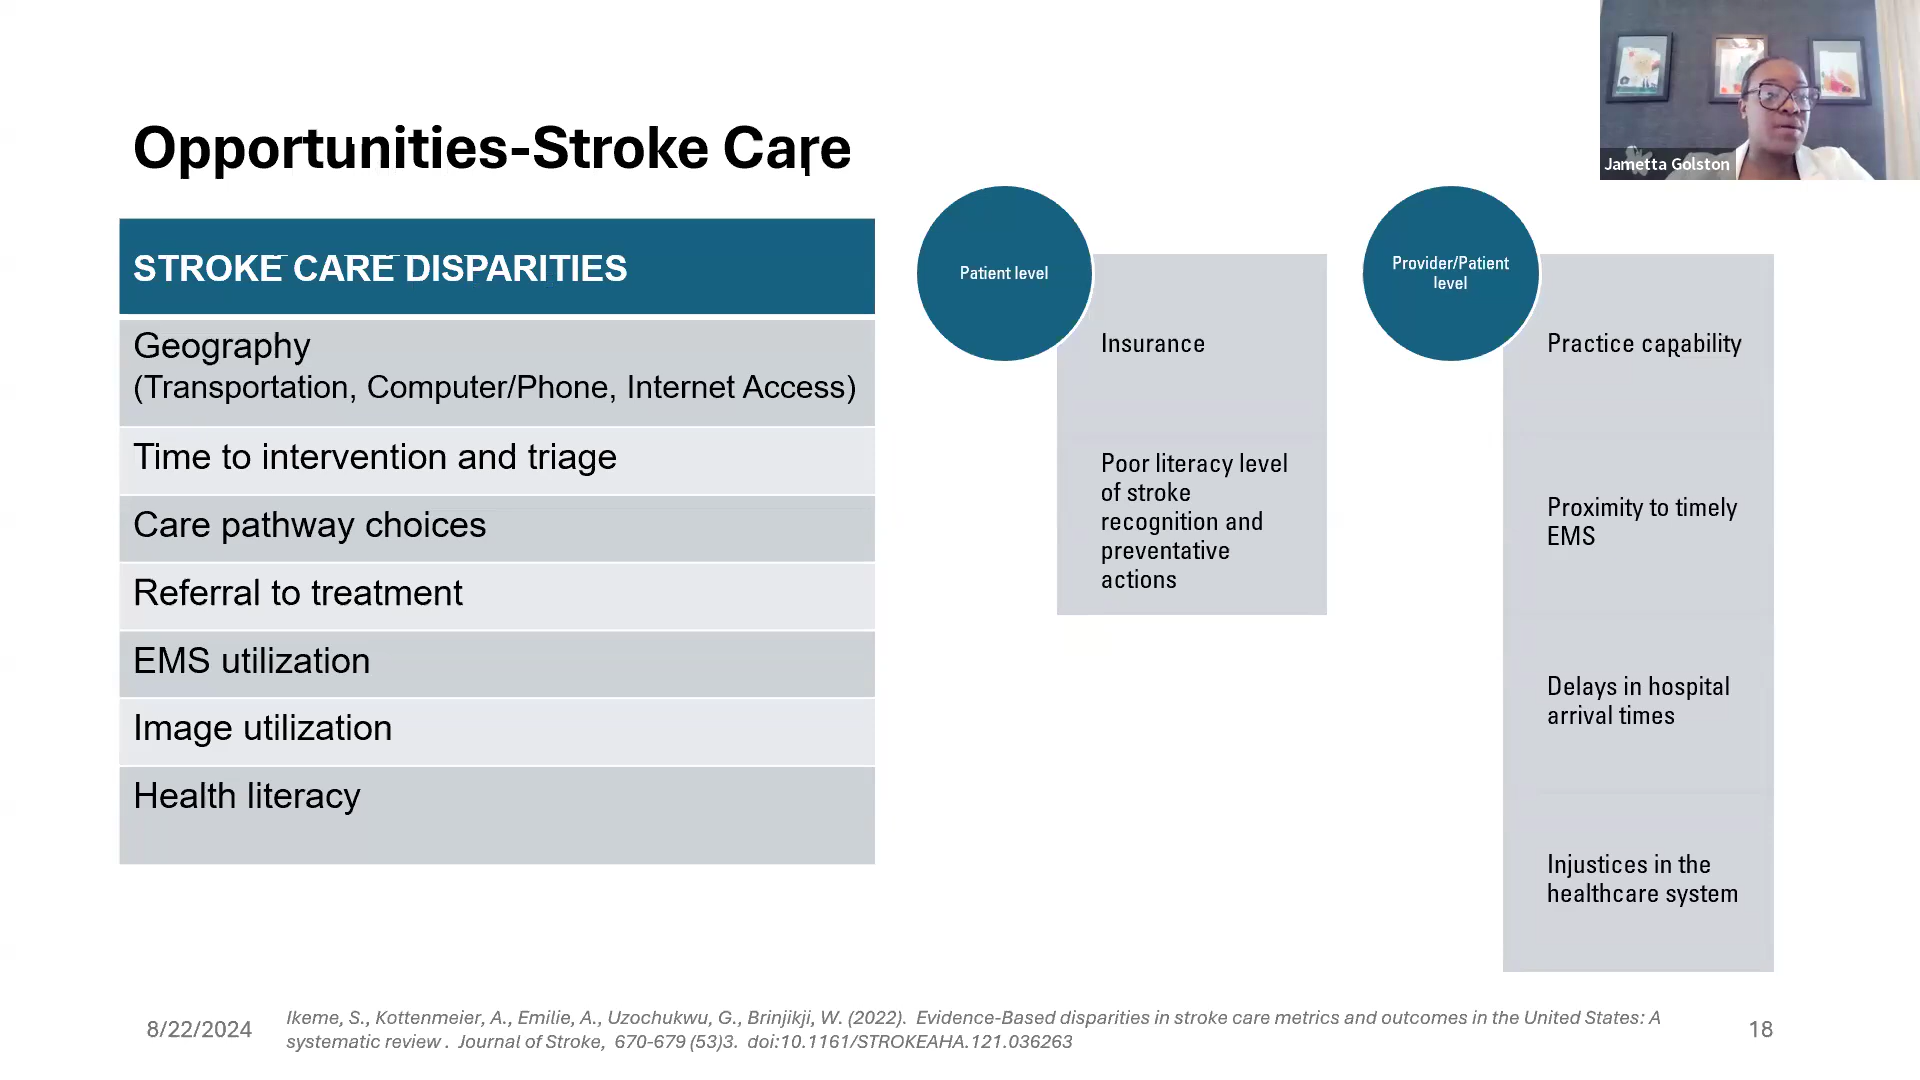 Jametta Golston
Opportunities-Stroke Care
STROKE CARE DISPARITIES
Geography
(Transportation, Computer/Phone, Internet Access)
Time to intervention and triage
Care pathway choices
Referral to treatment
EMS utilization
Image utilization
Health literacy
Patient level
Insurance
Poor literacy level
of stroke
recognition and
preventative
actions
Provider/Patient
level
Practice capability
Proximity to timely
EMS
Delays in hospital
arrival times
Injustices in the
healthcare system
8/22/2024
Ikeme, S., Kottenmeier, A., Emilie, A., Uzochukwu, G., Brinjikji, W. (2022). Evidence-Based disparities in stroke care metrics and outcomes in the United States: A
systematic review . Journal of Stroke, 670-679 (53)3. doi:10.1161/STROKEAHA.121.036263
18